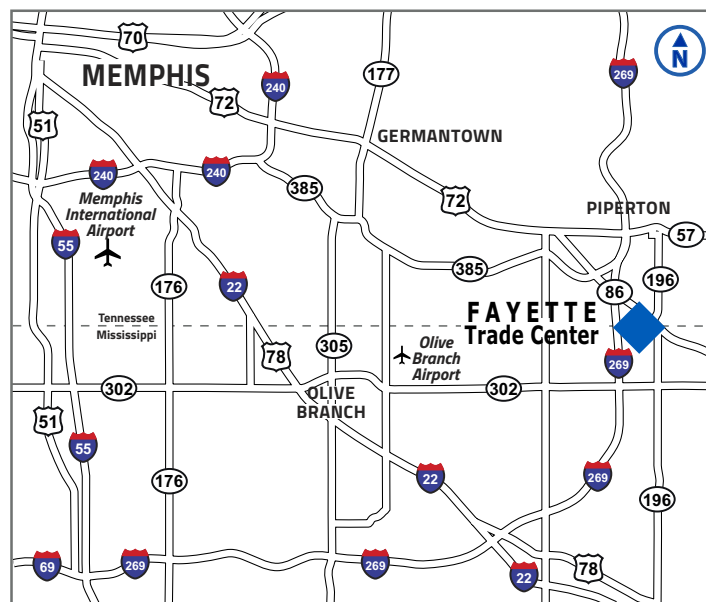 70
N
MEMPHIS
240
177
269
72
51
GERMANTOWN
240
240
385
72
Memphis
International
Airport
PIPERTON
57
55
385
196
176
22
86
FAYETTE
Trade Center
Tennessee
Mississippi
78
305
Olive
Branch
Airport
269
302
302
OLIVE
BRANCH
51
55
22
269
176
196
69
269
269
78
22